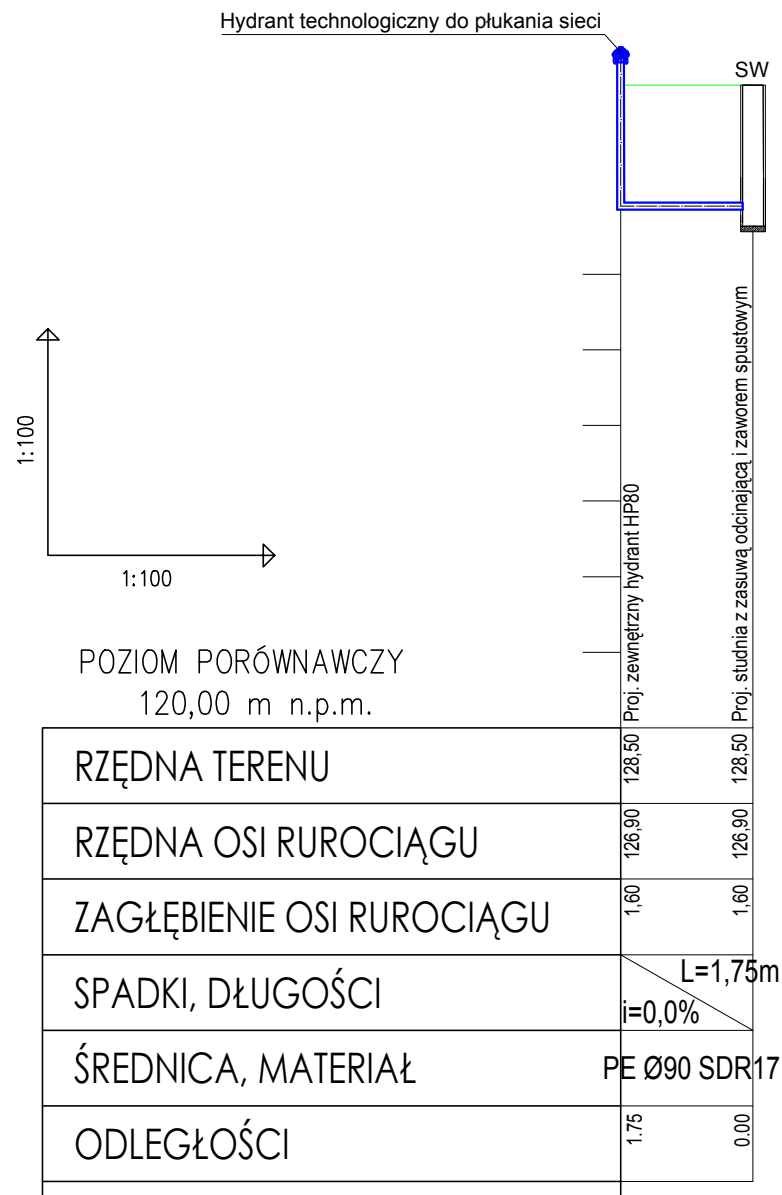 Hydrant technologiczny do płukania sieci
SW
1:100
1:100
Proj. zewnętrzny hydrant HP80
Proj. studnia z zasuwą odcinającą i zaworem spustowym
POZIOM PORÓWNAWCZY
120,00 m n.p.m.
RZĘDNA TERENU 128,50 128,50
RZĘDNA OSI RUROCIĄGU 126,90 126,90
ZAGŁĘBIENIE OSI RUROCIĄGU 1,60 1,60
SPADKI, DŁUGOŚCI i=0,0% L=1,75m
ŚREDNICA, MATERIAŁ PE Ø90 SDR17
ODLEGŁOŚCI 1.75 0.00